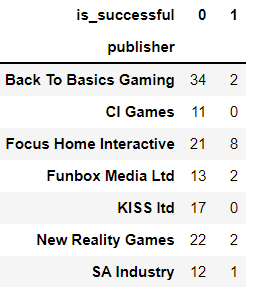 is_successful 0 1
publisher
Back To Basics Gaming 34 2
CI Games 11 0
Focus Home Interactive 21 8
Funbox Media Ltd 13 2
KISS ltd 17 0
New Reality Games 22 2
SA Industry 12 1